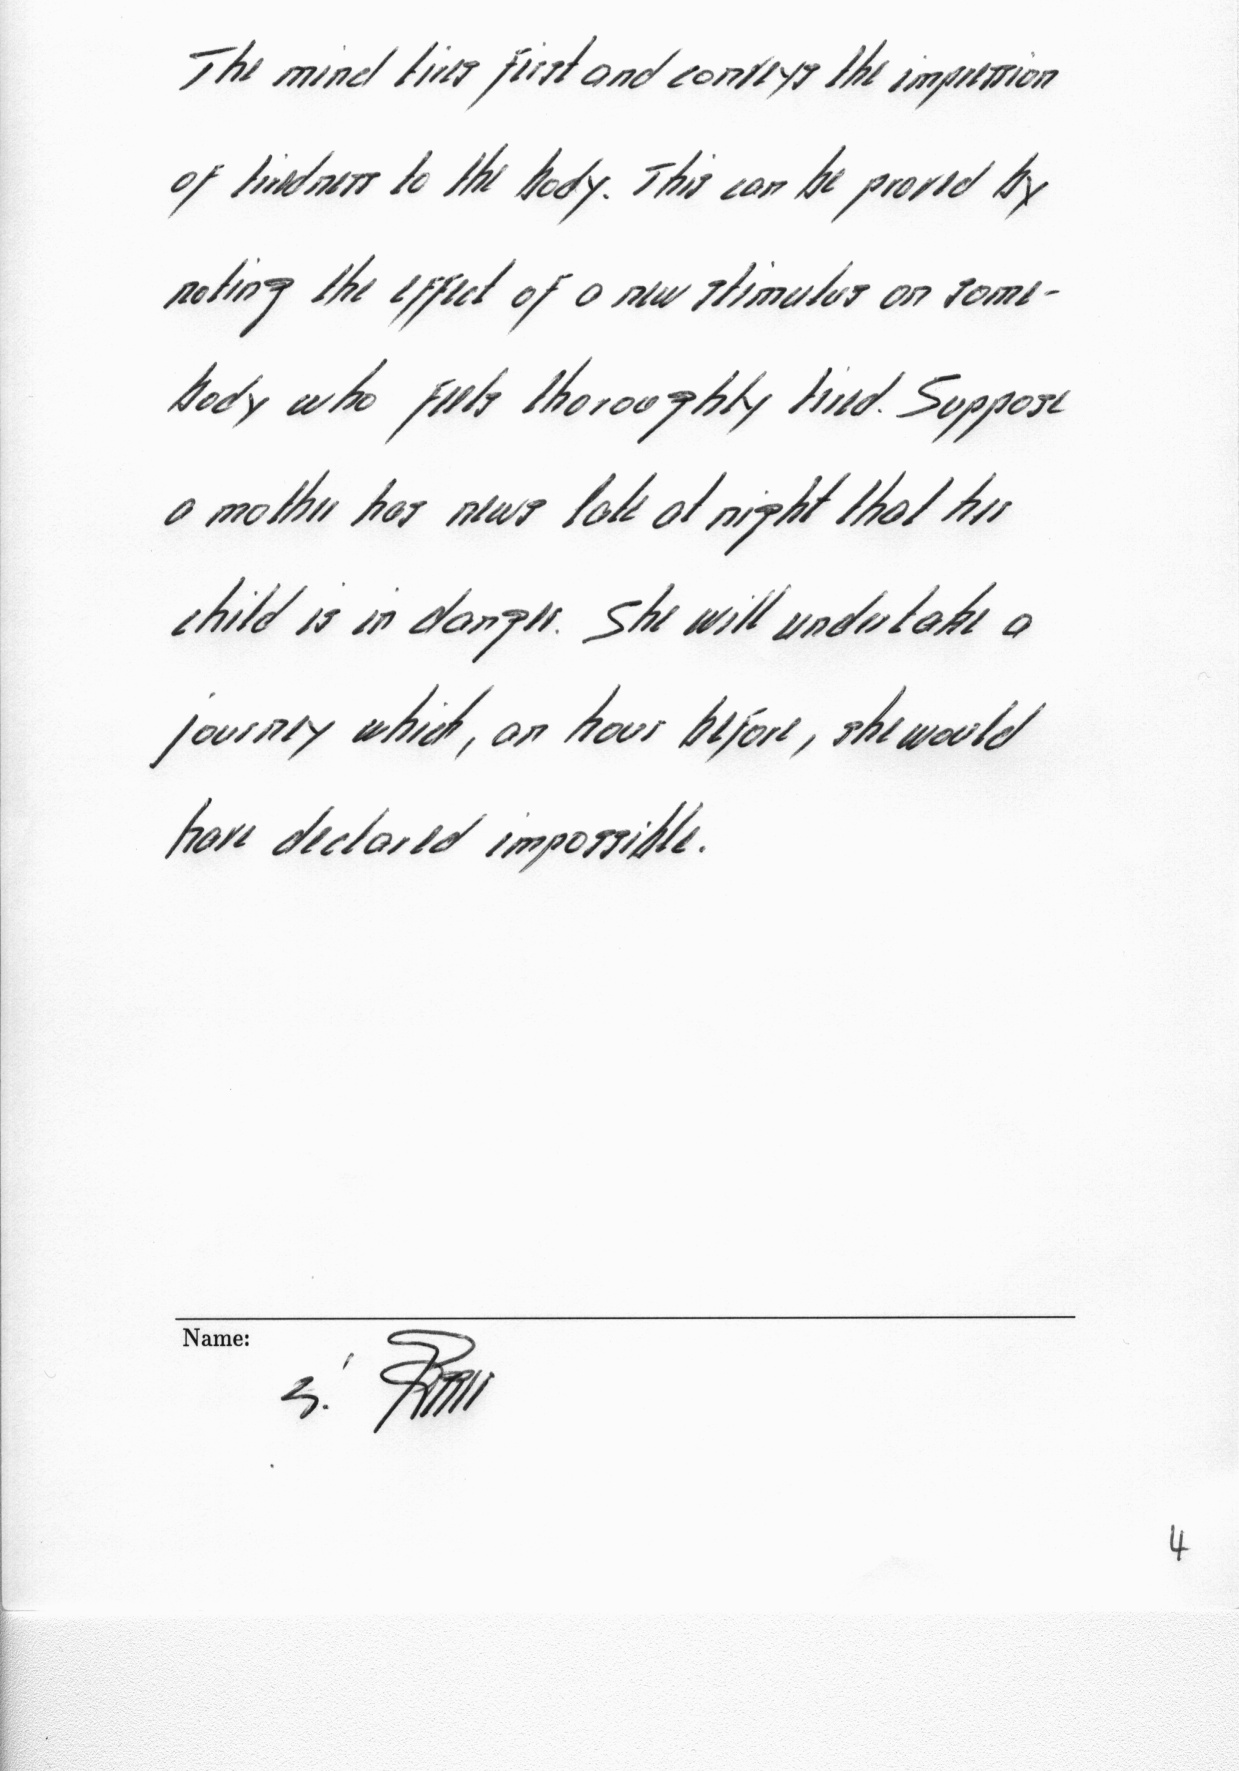 The mind tires first and conveys the impression
of tiredness to the body. This can be proved by
noting the effect of a new stimulus on some-
body who feels thoroughly tired. Suppose
a mother has news late at night that her
child is in danger. She will undertake a
journey which, an hour before, she would
have declared impossible.
Name:
4